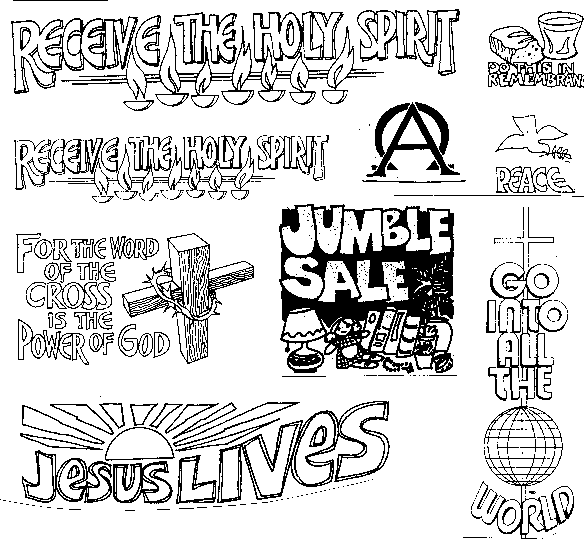 RECEIVE THE HOLY SPIRIT
DO THIS IN
REMEMBRANC
RECEIVE THE HOLY SPIRIT
PEACE
FOR THE WORD
OF THE
CROSS
IS THE
POWER OF GOD
JUMBLE
SALE
GO
INTO
ALL
THE
WORLD
JESUS LIVES